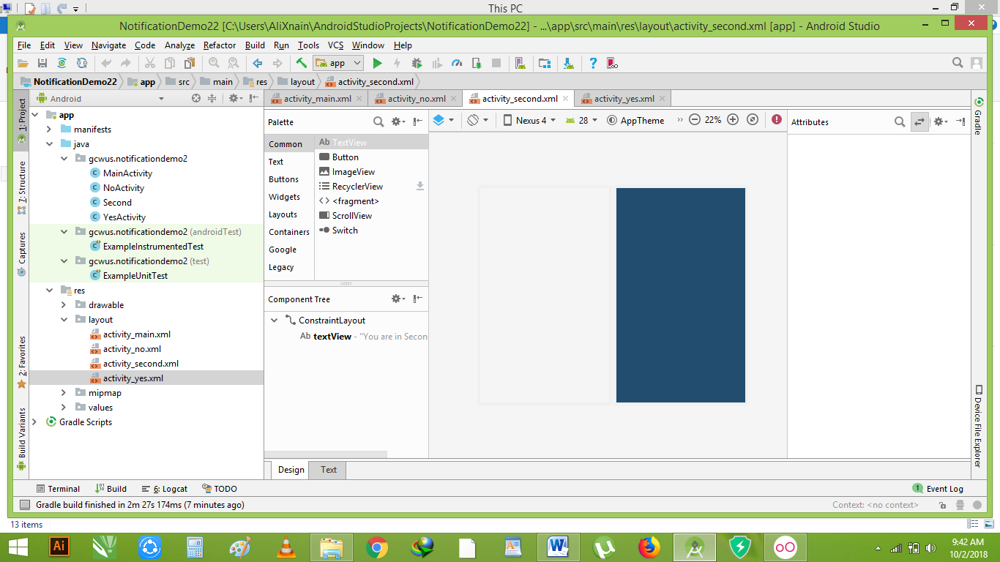 This PC
NotificationDemo22 [C:\Users\AliXnain\AndroidStudioProjects\NotificationDemo22] - ...\app\src\main\res\layout\activity_second.xml [app] - Android Studio
File Edit View Navigate Code Analyze Refactor Build Run Tools VCS Window Help
app
NotificationDemo22 app src main res layout activity_second.xml
Android
activity_main.xml activity_no.xml activity_second.xml activity_yes.xml
1: Project
7: Structure
Captures
2: Favorites
Build Variants
app
manifests
java
gcwus.notificationdemo2
MainActivity
NoActivity
Second
YesActivity
gcwus.notificationdemo2 (androidTest)
ExampleInstrumentedTest
gcwus.notificationdemo2 (test)
ExampleUnitTest
res
drawable
layout
activity_main.xml
activity_no.xml
activity_second.xml
activity_yes.xml
mipmap
values
Gradle Scripts
Palette
Common
Text
Buttons
Widgets
Layouts
Containers
Google
Legacy
Ab TextView
Button
ImageView
RecyclerView
<fragment>
ScrollView
Switch
Component Tree
ConstraintLayout
Ab textView - "You are in Secon
Nexus 4 28 AppTheme » 22%
Attributes
Gradle
Device File Explorer
Design Text
Terminal Build 6: Logcat TODO 1 Event Log
Gradle build finished in 2m 27s 174ms (7 minutes ago) Context: <no context>
13 items
Ai
9:42 AM
10/2/2018